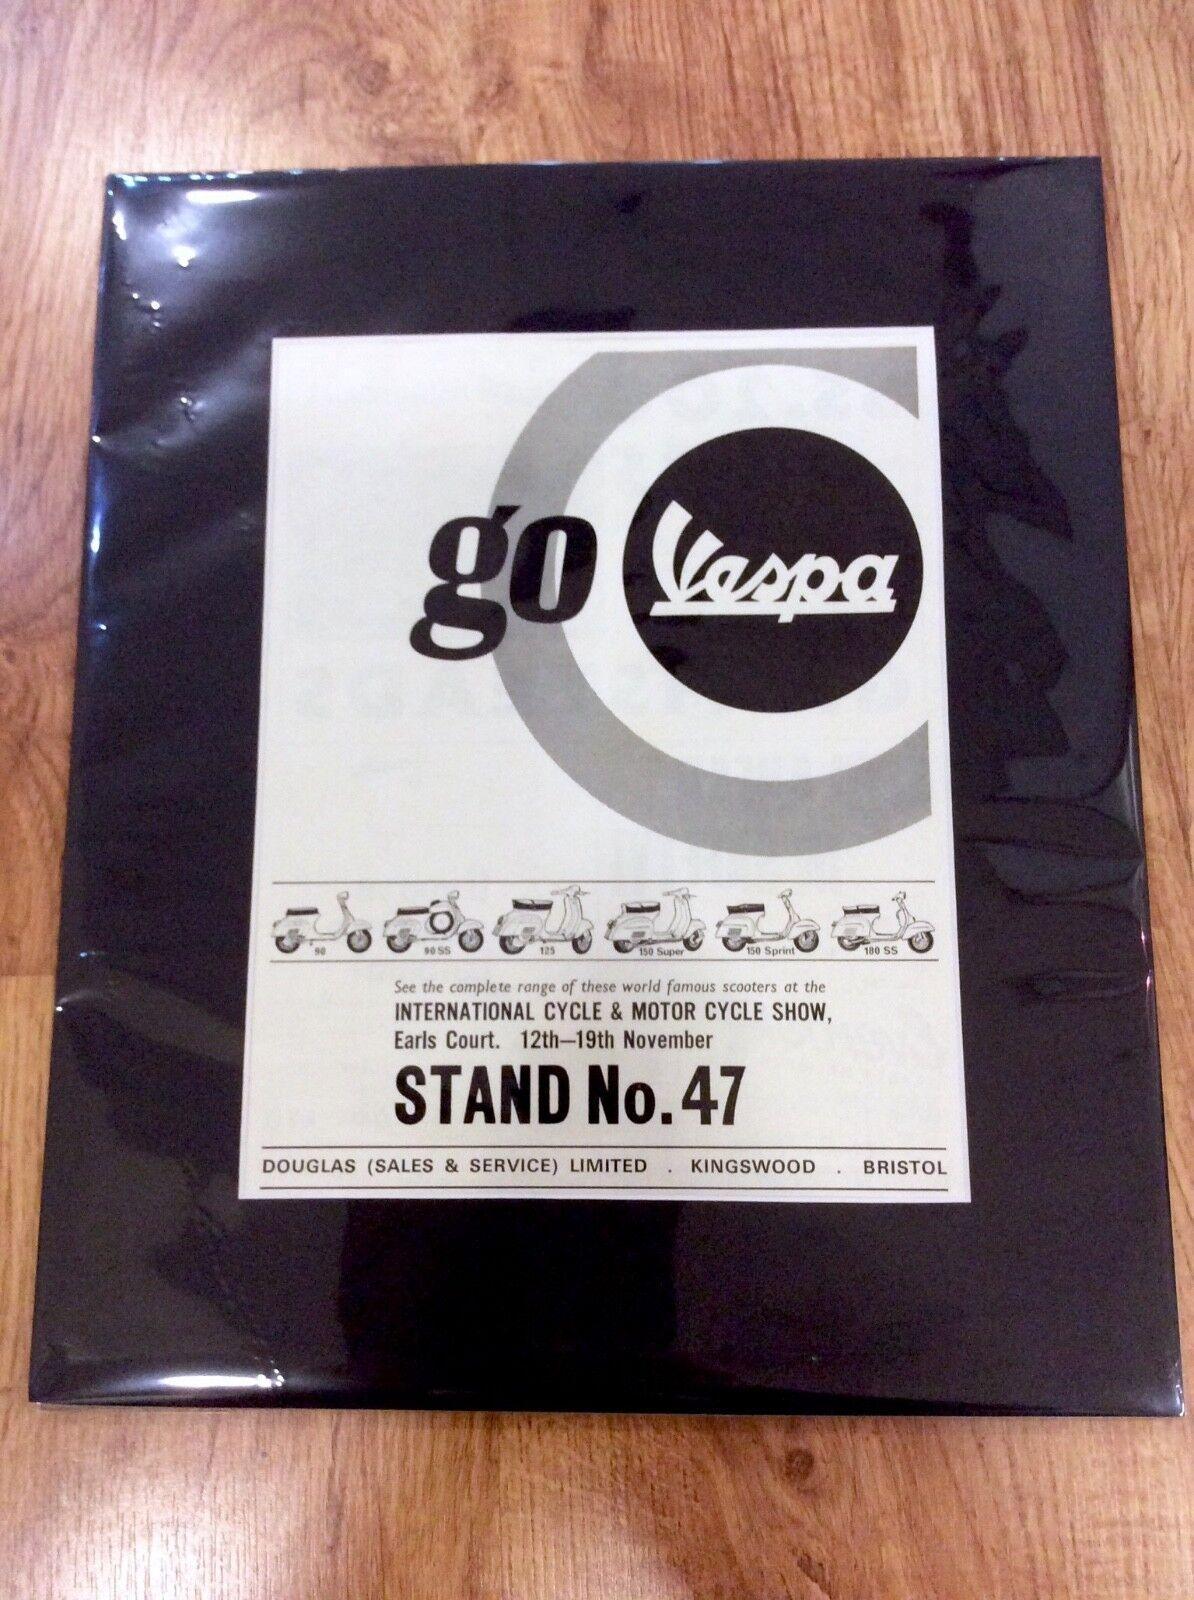 go Vespa
90 90 SS 125 150 Super 150 Sprint 180 SS
See the complete range of these world famous scooters at the
INTERNATIONAL CYCLE & MOTOR CYCLE SHOW,
Earls Court. 12th—19th November
STAND No. 47
DOUGLAS (SALES & SERVICE) LIMITED . KINGSWOOD . BRISTOL